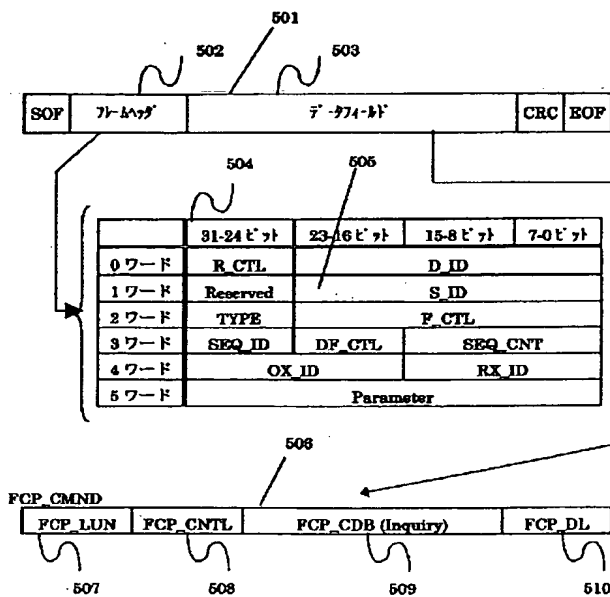 501
502 503
SOF フレームヘッダ データフィールド CRC EOF
504 505
31-24 ビット 23-16 ビット 15-8 ビット 7-0 ビット
0 ワード R_CTL D_ID
1 ワード Reserved S_ID
2 ワード TYPE F_CTL
3 ワード SEQ_ID DF_CTL SEQ_CNT
4 ワード OX_ID RX_ID
5 ワード Parameter
506
FCP_CMND
FCP_LUN FCP_CNTL FCP_CDB (Inquiry) FCP_DL
507 508 509 510